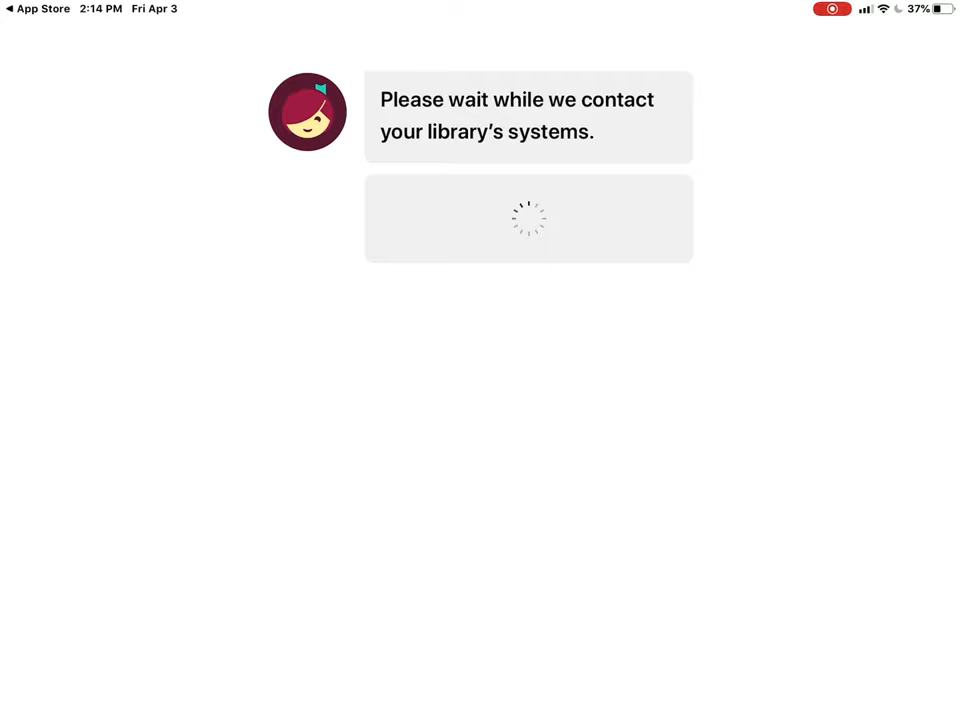 ◀ App Store 2:14 PM Fri Apr 3 37%
Please wait while we contact
your library’s systems.